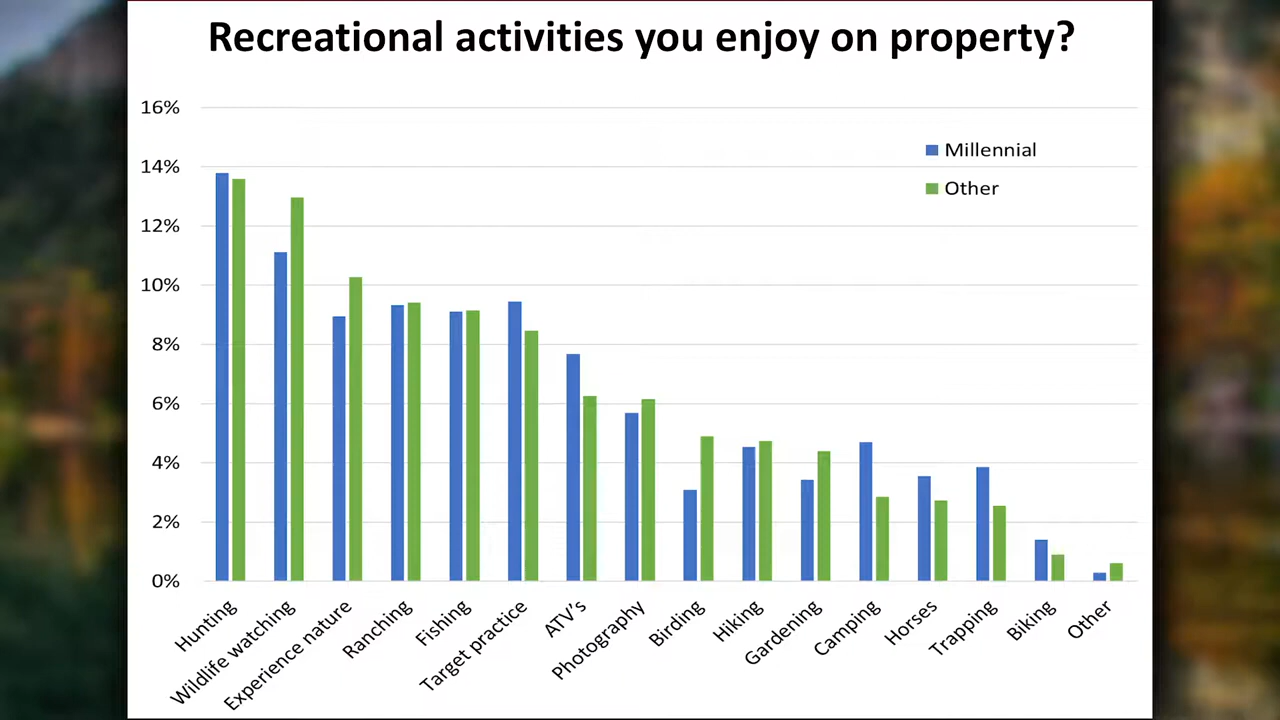 Recreational activities you enjoy on property?
16%
14%
12%
10%
8%
6%
4%
2%
0%
Millennial
Other
Hunting
Wildlife watching
Experience nature
Ranching
Fishing
Target practice
ATV's
Photography
Birding
Hiking
Gardening
Camping
Horses
Trapping
Biking
Other